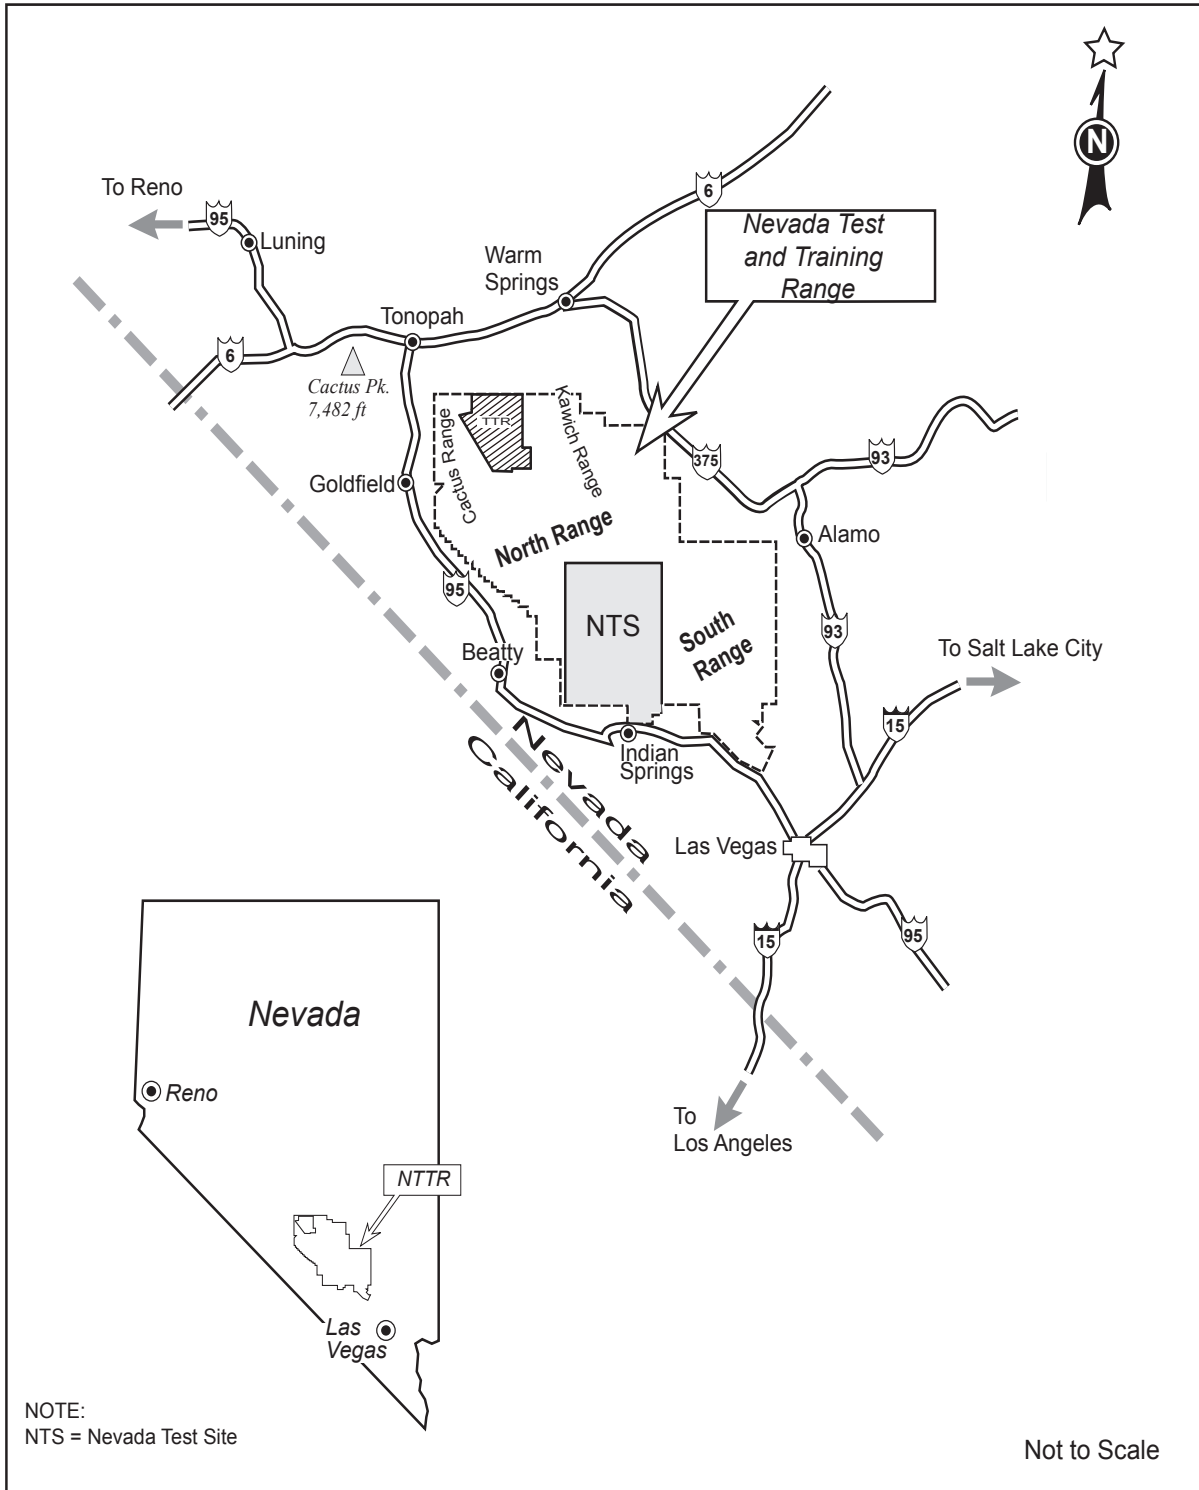 N
To Reno
95
Luning
6
Warm
Springs
Nevada Test
and Training
Range
Tonopah
6
Cactus Pk.
7,482 ft
TTR
Cactus Range
Kawich Range
375
93
Goldfield
North Range
Alamo
95
NTS
South
Range
93
Beatty
To Salt Lake City
15
Nevada
California
Indian
Springs
Las Vegas
15
95
To
Los Angeles
Nevada
Reno
NTTR
Las
Vegas
NOTE:
NTS = Nevada Test Site
Not to Scale